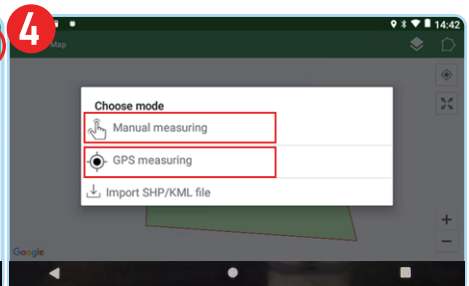 4
14:42
Map
Choose mode
Manual measuring
GPS measuring
Import SHP/KML file
+
−
Google